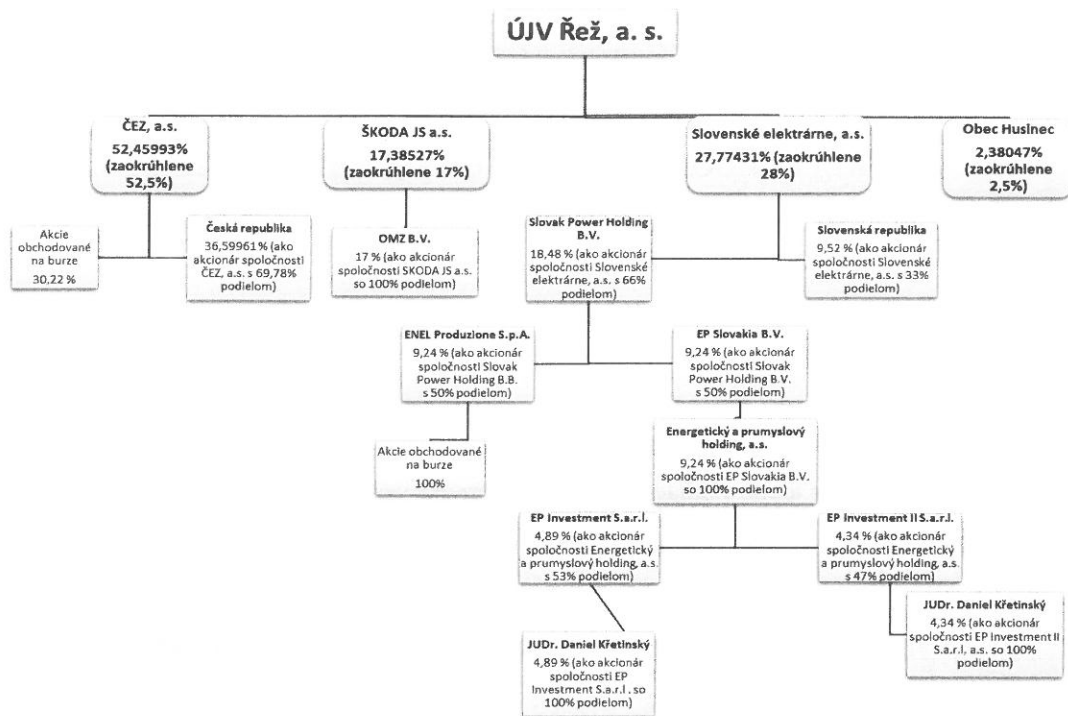 ÚJV Řež, a. s.
ČEZ, a.s.
52,45993%
(zaokrúhlene
52,5%)
ŠKODA JS a.s.
17,38527%
(zaokrúhlene 17%)
Slovenské elektrárne, a.s.
27,77431% (zaokrúhlene
28%)
Obec Husinec
2,38047%
(zaokrúhlene
2,5%)
Akcie
obchodované
na burze
30,22 %
Česká republika
36,59961% (ako
akcionár spoločnosti
ČEZ, a.s. s 69,78%
podielom)
OMZ B.V.
17 % (ako akcionár
spoločnosti SKODA JS a.s.
so 100% podielom)
Slovak Power Holding
B.V.
18,48 % (ako akcionár
spoločnosti Slovenské
elektrárne, a.s. s 66%
podielom)
Slovenská republika
9,52 % (ako akcionár
spoločnosti Slovenské
elektrárne, a.s. s 33%
podielom)
ENEL Produzione S.p.A.
9,24 % (ako akcionár
spoločnosti Slovak
Power Holding B.B.
s 50% podielom)
EP Slovakia B.V.
9,24 % (ako akcionár
spoločnosti Slovak
Power Holding B.V.
s 50% podielom)
Akcie obchodované
na burze
100%
Energetický a prumyslový
holding, a.s.
9,24 % (ako akcionár
spoločnosti EP Slovakia B.V.
so 100% podielom)
EP Investment S.a.r.l.
4,89 % (ako akcionár
spoločnosti Energetický
a prumyslový holding, a.s.
s 53% podielom)
EP Investment II S.a.r.l.
4,34 % (ako akcionár
spoločnosti Energetický
a prumyslový holding, a.s.
s 47% podielom)
JUDr. Daniel Křetinský
4,89 % (ako akcionár
spoločnosti EP
Investment S.a.r.l . so
100% podielom)
JUDr. Daniel Křetinský
4,34 % (ako akcionár
spoločnosti EP Investment II
S.a.r.l, a.s. so 100%
podielom)